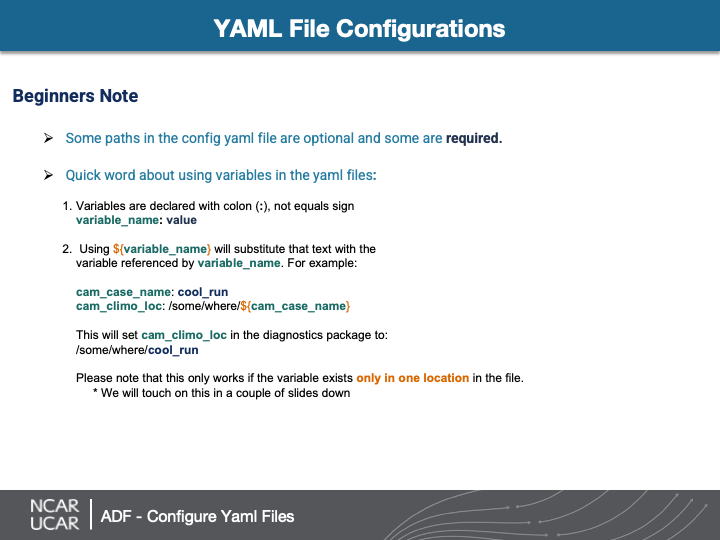 YAML File Configurations
Beginners Note
➢ Some paths in the config yaml file are optional and some are required.
➢ Quick word about using variables in the yaml files:
1. Variables are declared with colon (:), not equals sign
variable_name: value
2. Using ${variable_name} will substitute that text with the
variable referenced by variable_name. For example:
cam_case_name: cool_run
cam_climo_loc: /some/where/${cam_case_name}
This will set cam_climo_loc in the diagnostics package to:
/some/where/cool_run
Please note that this only works if the variable exists only in one location in the file.
* We will touch on this in a couple of slides down
NCAR
UCAR
ADF - Configure Yaml Files